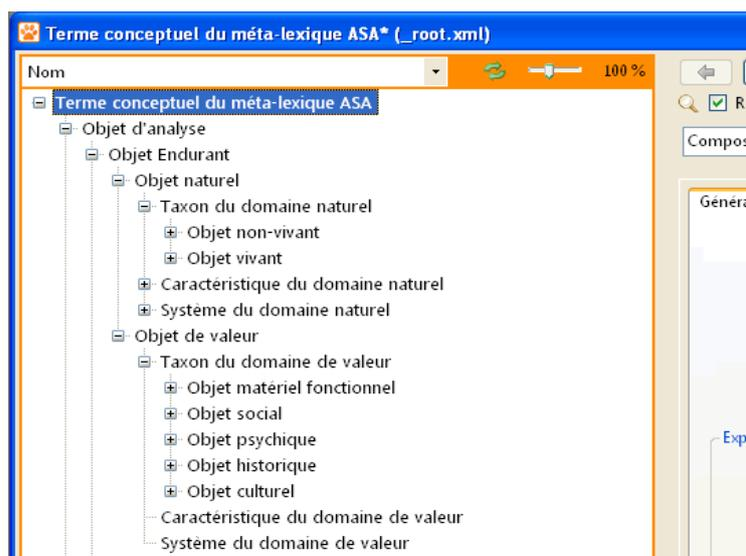 Terme conceptuel du méta-lexique ASA* (_root.xml)
Nom 100 %
Terme conceptuel du méta-lexique ASA
Objet d'analyse
Objet Endurant
Objet naturel
Taxon du domaine naturel
Objet non-vivant
Objet vivant
Caractéristique du domaine naturel
Système du domaine naturel
Objet de valeur
Taxon du domaine de valeur
Objet matériel fonctionnel
Objet social
Objet psychique
Objet historique
Objet culturel
Caractéristique du domaine de valeur
Système du domaine de valeur
R
Compos
Généra
Exp